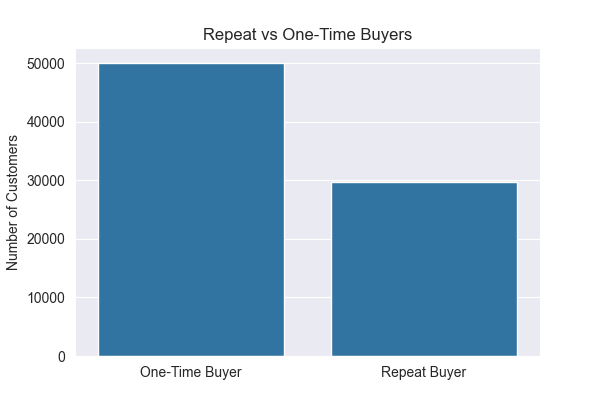 Repeat vs One-Time Buyers
Number of Customers
50000
40000
30000
20000
10000
0
One-Time Buyer
Repeat Buyer